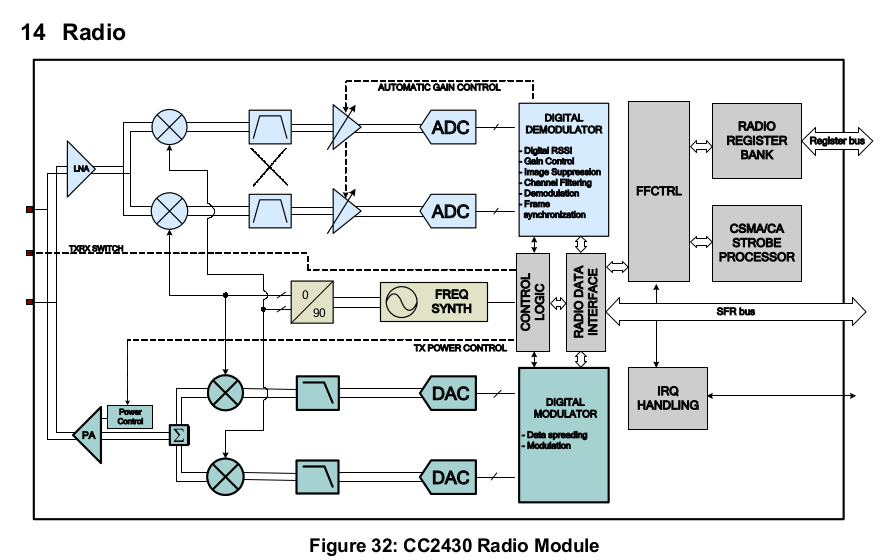 14 Radio
AUTOMATIC GAIN CONTROL
LNA
ADC
ADC
DIGITAL
DEMODULATOR
- Digital RSSI
- Gain Control
- Image Suppression
- Channel Filtering
- Demodulation
- Frame
synchronization
FFCTRL
RADIO
REGISTER
BANK
Register bus
CSMA/CA
STROBE
PROCESSOR
TXRX SWITCH
0
90
FREQ
SYNTH
CONTROL
LOGIC
RADIO DATA
INTERFACE
SFR bus
TX POWER CONTROL
Power
Control
PA
Σ
DAC
DAC
DIGITAL
MODULATOR
- Data spreading
- Modulation
IRQ
HANDLING
Figure 32: CC2430 Radio Module